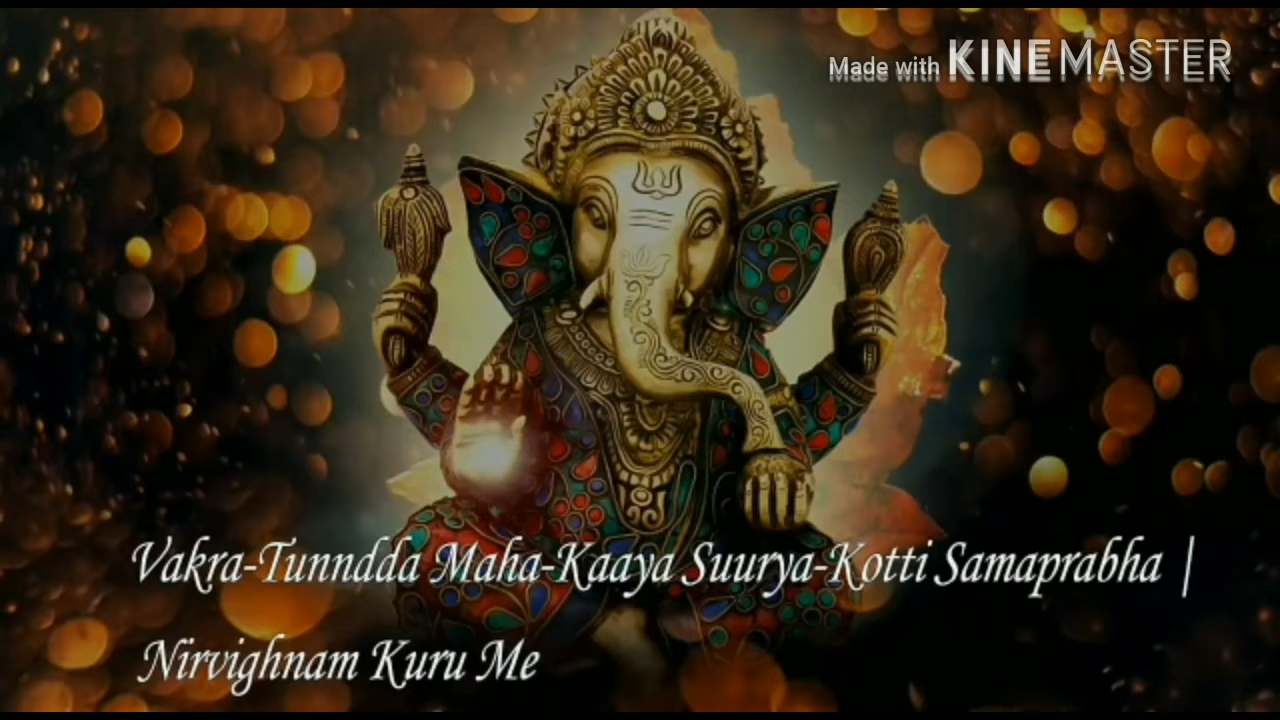 Made with KINEMASTER
Vakra-Tunndda Maha-Kaaya Suurya-Kotti Samaprabha |
Nirvighnam Kuru Me